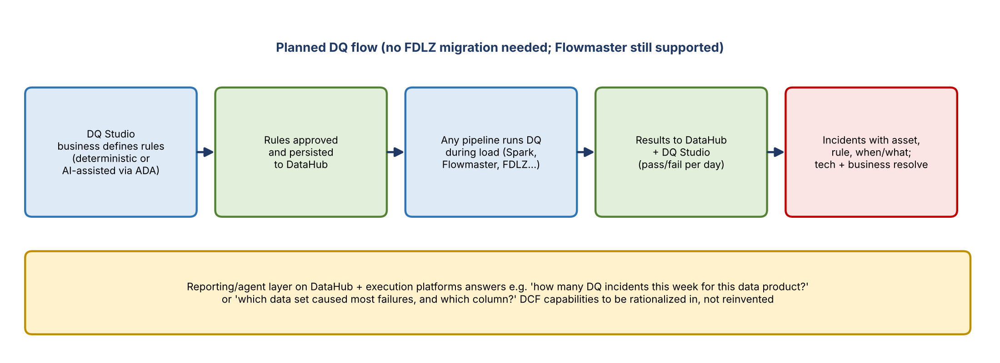 Planned DQ flow (no FDLZ migration needed; Flowmaster still supported)
DQ Studio
business defines rules
(deterministic or
AI-assisted via ADA)
Rules approved
and persisted
to DataHub
Any pipeline runs DQ
during load (Spark,
Flowmaster, FDLZ...)
Results to DataHub
+ DQ Studio
(pass/fail per day)
Incidents with asset,
rule, when/what;
tech + business resolve
Reporting/agent layer on DataHub + execution platforms answers e.g. 'how many DQ incidents this week for this data product?'
or 'which data set caused most failures, and which column?' DCF capabilities to be rationalized in, not reinvented